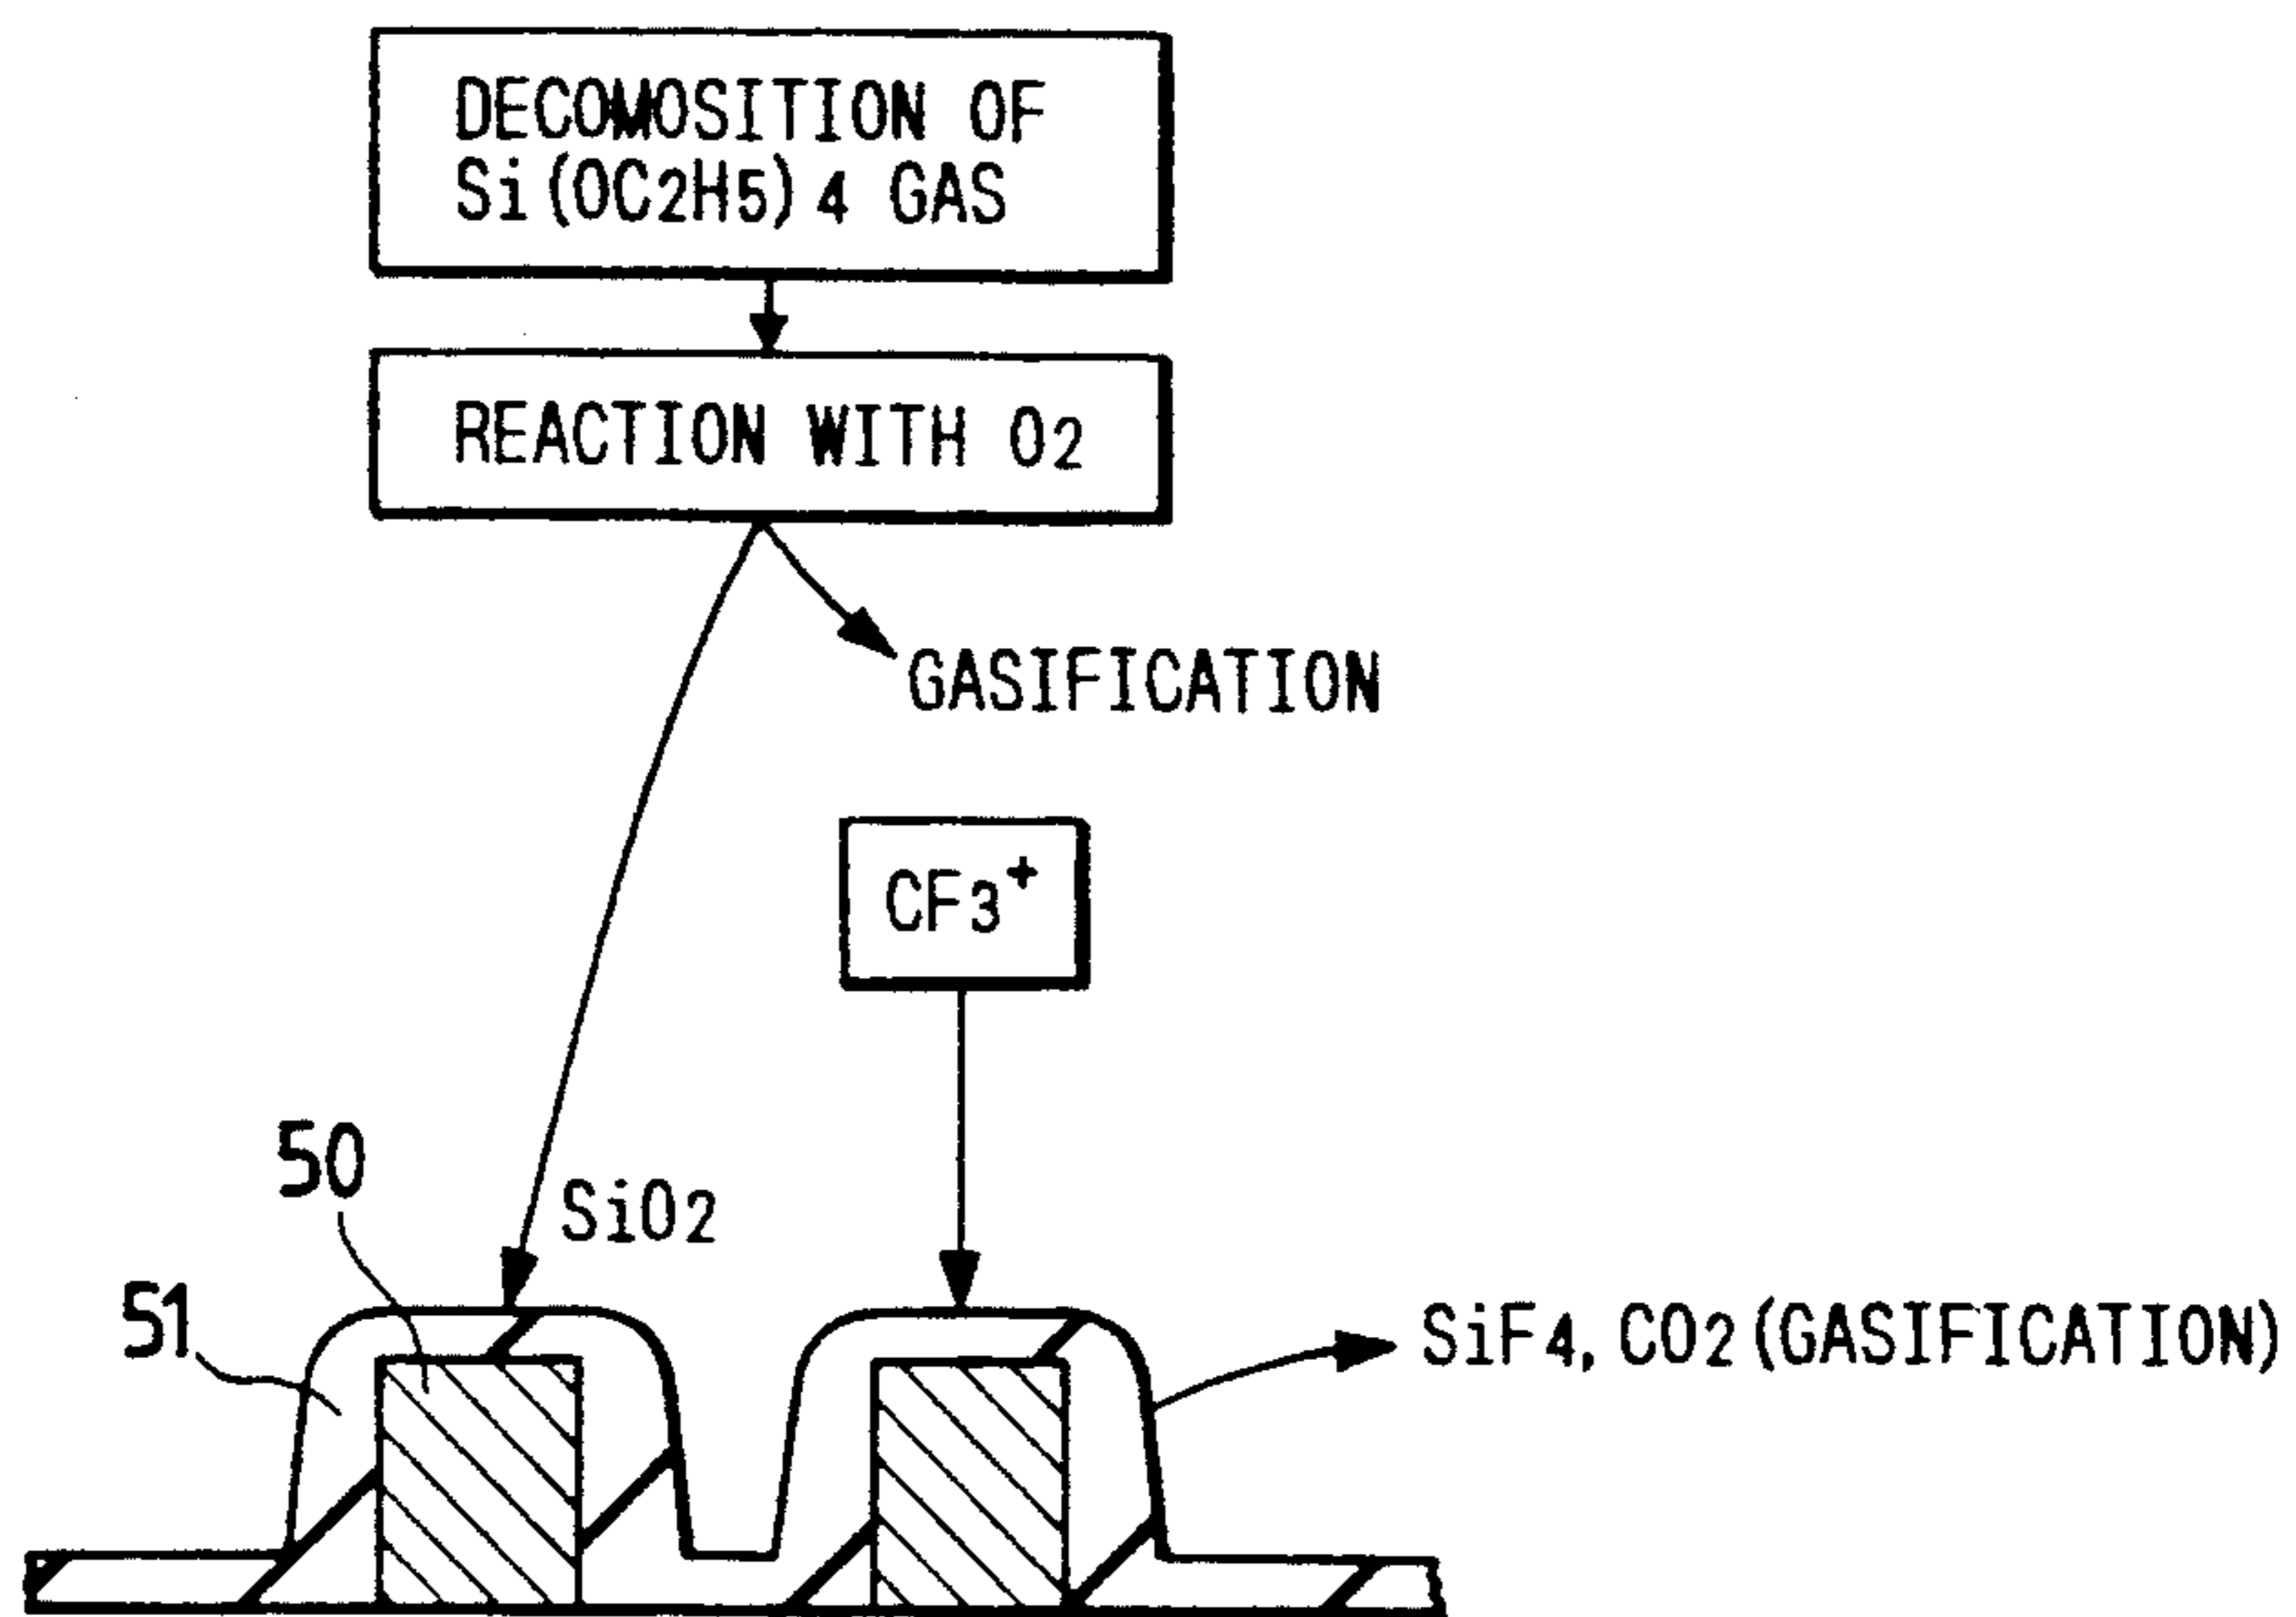 DECOMOSITION OF
Si(OC2H5)4 GAS
REACTION WITH O2
GASIFICATION
CF3+
50
SiO2
51
SiF4, CO2(GASIFICATION)